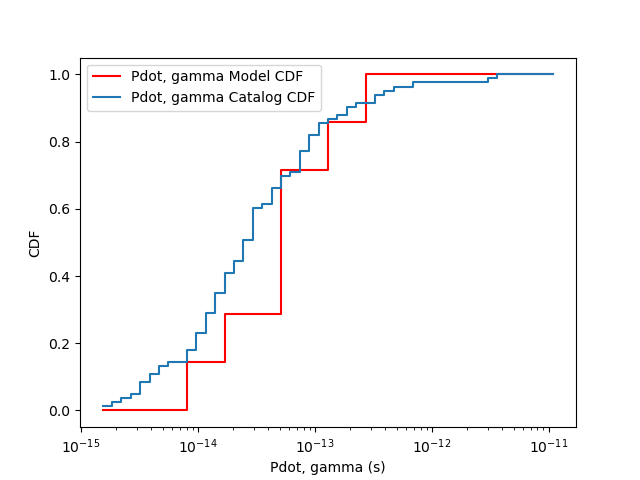 Pdot, gamma Model CDF
Pdot, gamma Catalog CDF
1.0
0.8
0.6
0.4
0.2
0.0
CDF
10⁻¹⁵ 10⁻¹⁴ 10⁻¹³ 10⁻¹² 10⁻¹¹
Pdot, gamma (s)